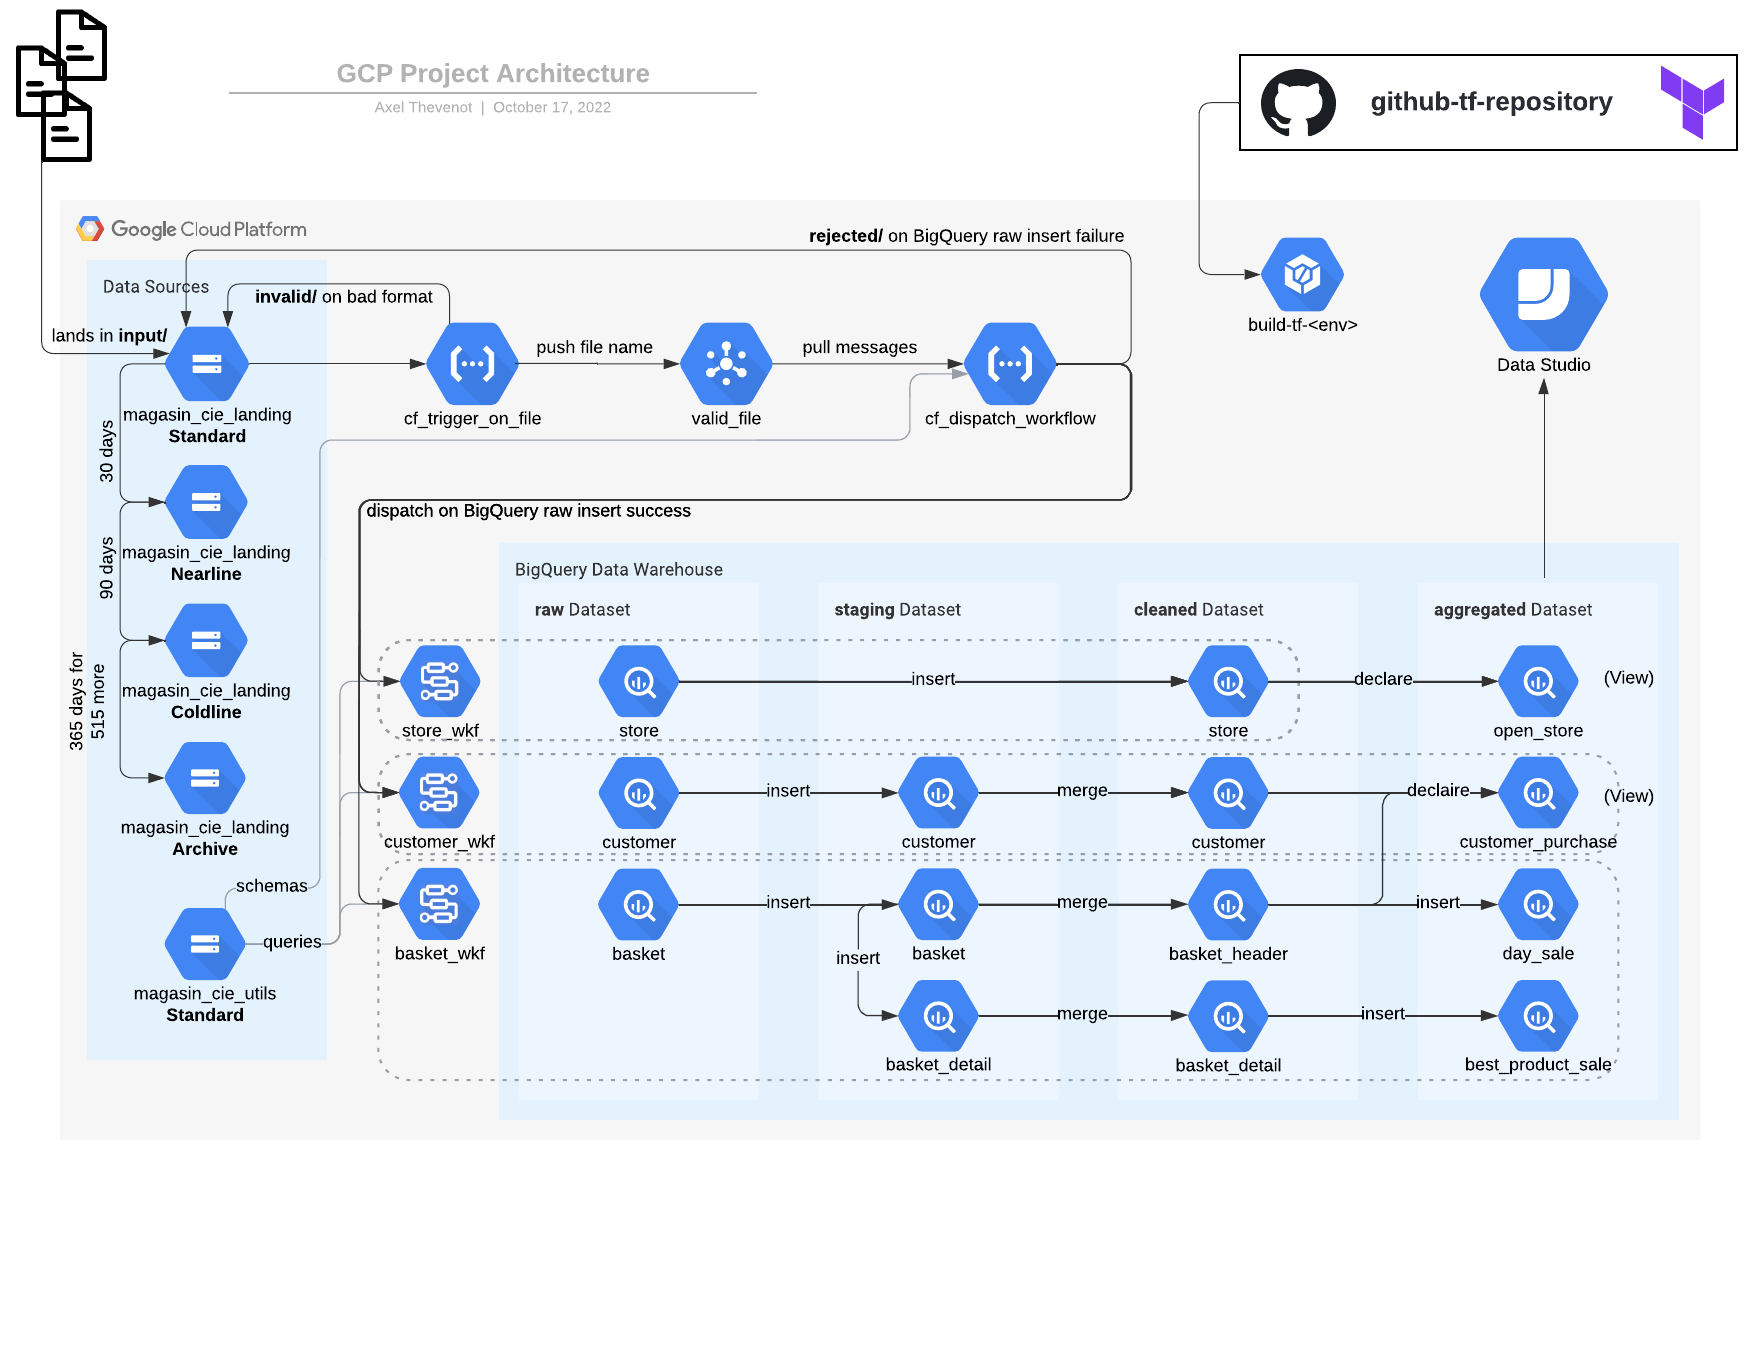 GCP Project Architecture
Axel Thevenot | October 17, 2022
github-tf-repository
Google Cloud Platform
rejected/ on BigQuery raw insert failure
Data Sources
invalid/ on bad format
lands in input/
push file name
pull messages
build-tf-<env>
Data Studio
magasin_cie_landing
Standard
cf_trigger_on_file
valid_file
cf_dispatch_workflow
30 days
dispatch on BigQuery raw insert success
magasin_cie_landing
Nearline
90 days
magasin_cie_landing
Coldline
365 days for
515 more
magasin_cie_landing
Archive
schemas
queries
magasin_cie_utils
Standard
BigQuery Data Warehouse
raw Dataset
staging Dataset
cleaned Dataset
aggregated Dataset
insert
declare
(View)
store_wkf
store
store
open_store
insert
merge
declaire
(View)
customer_wkf
customer
customer
customer
customer_purchase
insert
merge
insert
basket_wkf
basket
insert
basket
basket_header
day_sale
merge
insert
basket_detail
basket_detail
best_product_sale